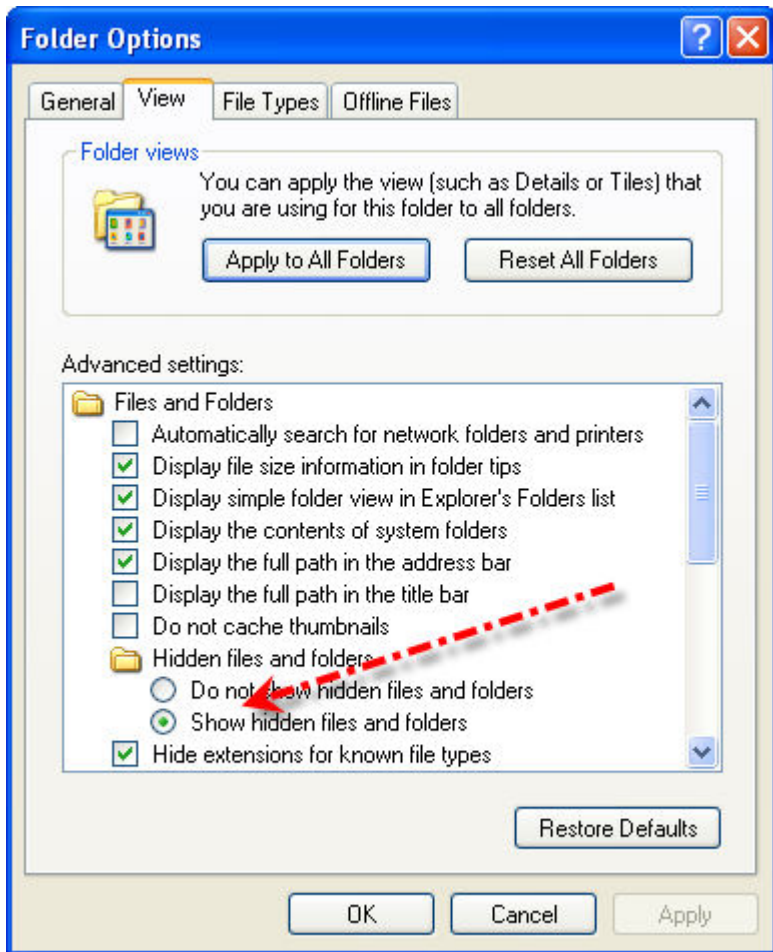 Folder Options
General View File Types Offline Files
Folder views
You can apply the view (such as Details or Tiles) that
you are using for this folder to all folders.
Apply to All Folders Reset All Folders
Advanced settings:
Files and Folders
Automatically search for network folders and printers
Display file size information in folder tips
Display simple folder view in Explorer's Folders list
Display the contents of system folders
Display the full path in the address bar
Display the full path in the title bar
Do not cache thumbnails
Hidden files and folders
Do not show hidden files and folders
Show hidden files and folders
Hide extensions for known file types
Restore Defaults
OK Cancel Apply